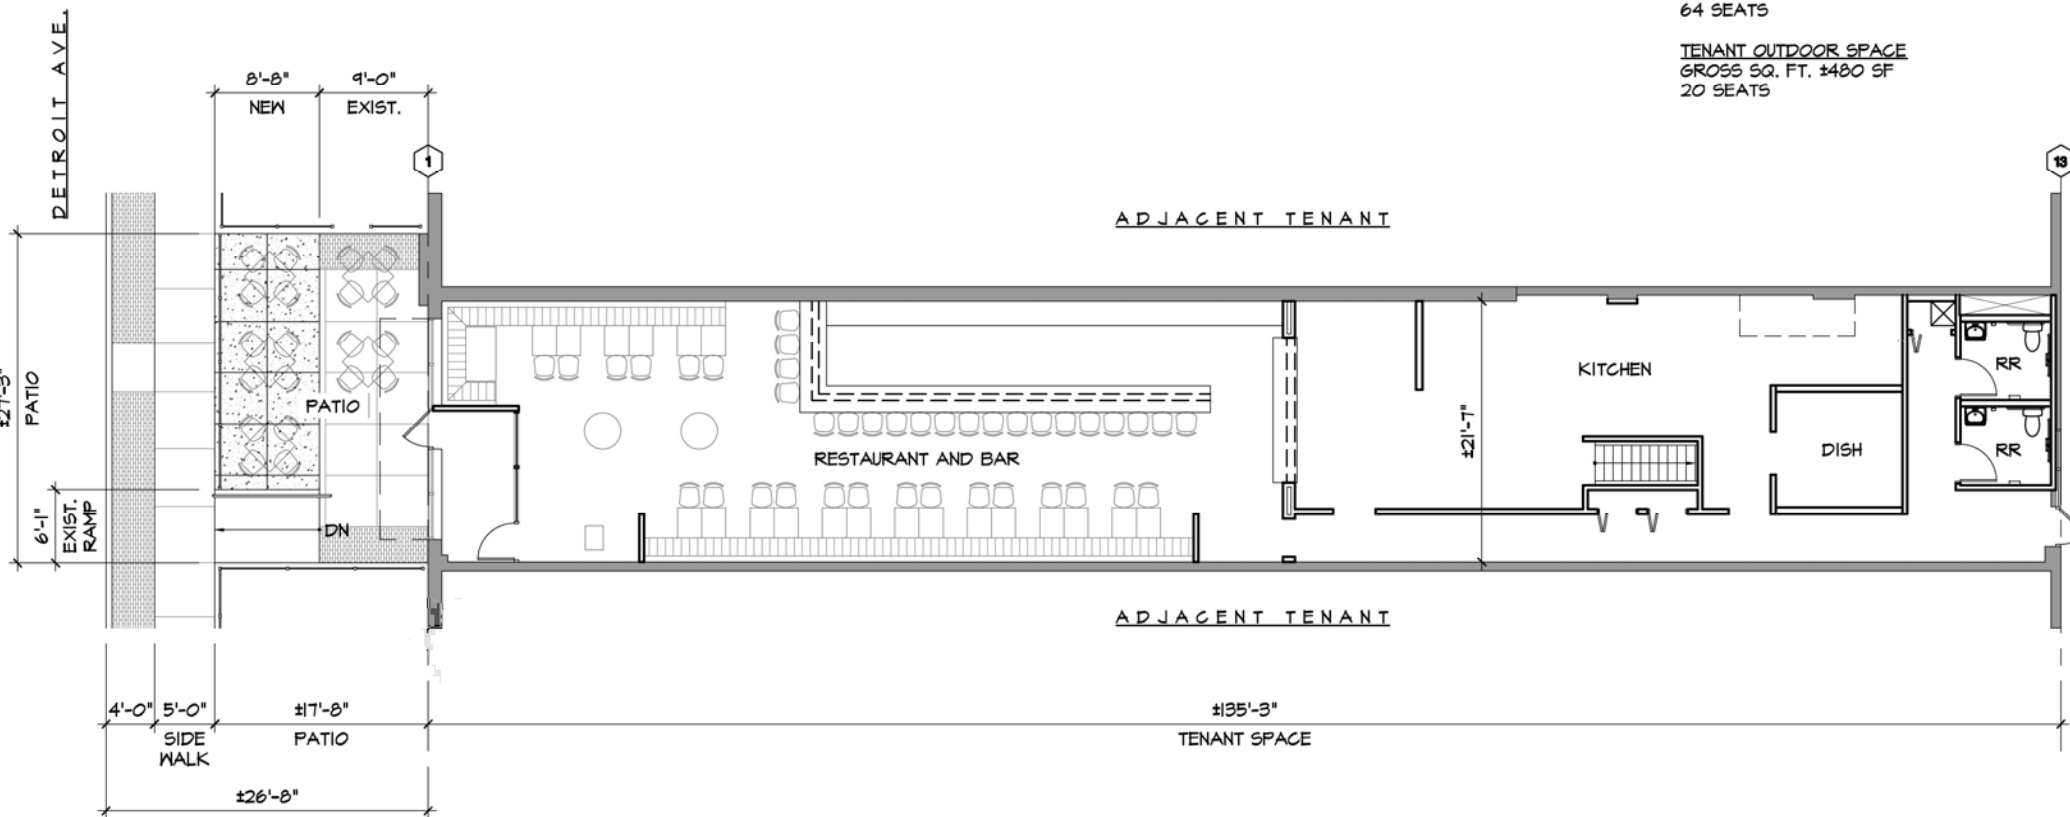 64 SEATS
TENANT OUTDOOR SPACE
GROSS SQ. FT. ±480 SF
20 SEATS
DETROIT AVE.
8'-8"
9'-0"
NEW
EXIST.
1
13
ADJACENT TENANT
PATIO
6'-1"
EXIST.
RAMP
PATIO
DN
RESTAURANT AND BAR
±21'-7"
KITCHEN
DISH
RR
RR
ADJACENT TENANT
4'-0"
5'-0"
±17'-8"
±135'-3"
SIDE
WALK
PATIO
TENANT SPACE
±26'-8"